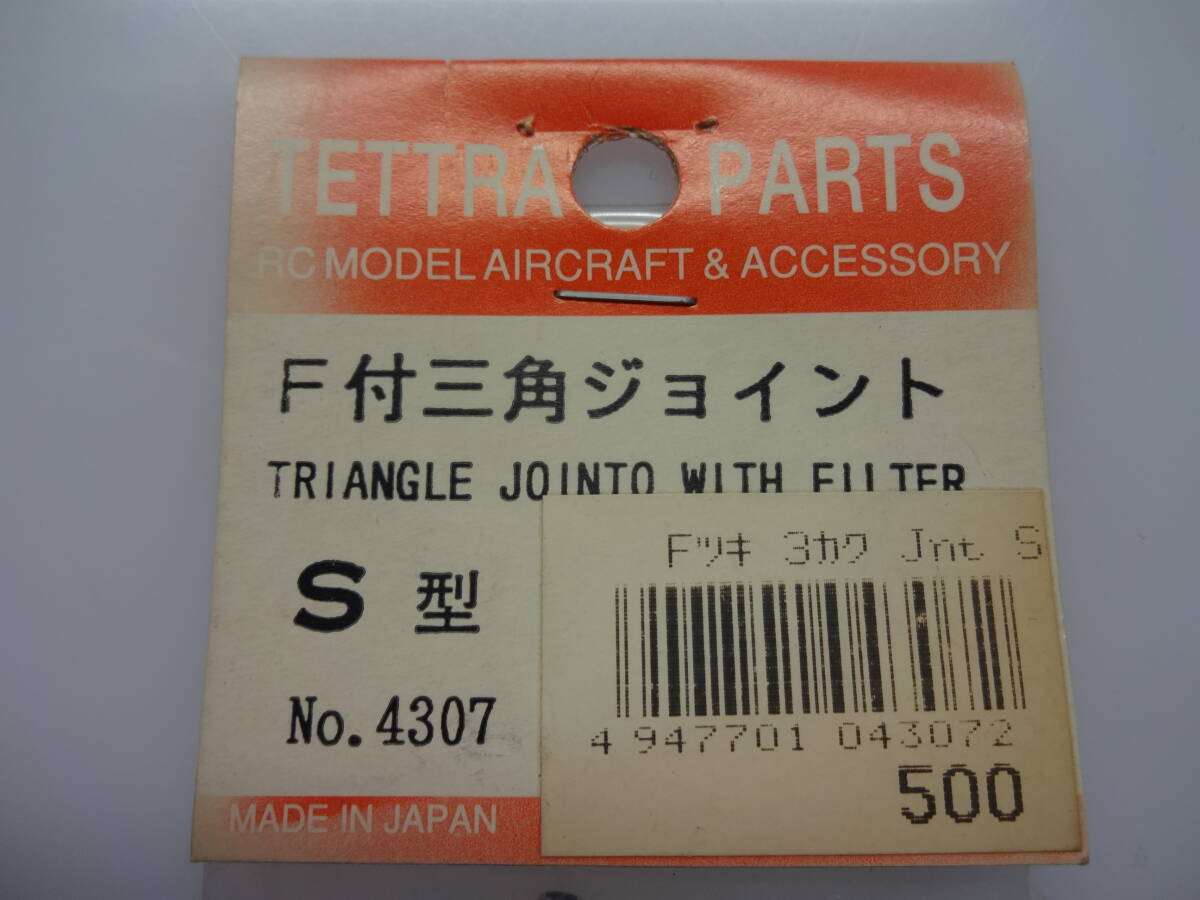 TETTRA PARTS
RC MODEL AIRCRAFT & ACCESSORY
F付三角ジョイント
TRIANGLE JOINTO WITH FILTER
Fツキ 3カク Jnt S
S 型
4 947701 043072
No.4307
500
MADE IN JAPAN